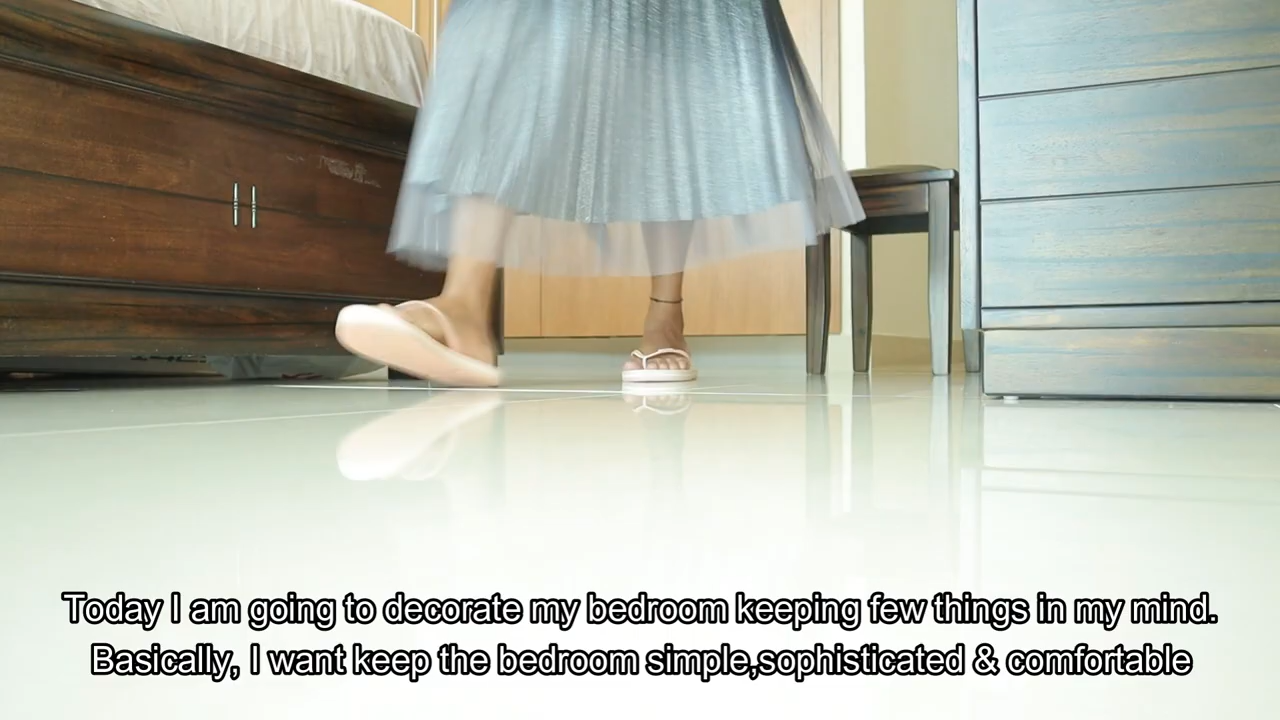 Today I am going to decorate my bedroom keeping few things in my mind.
Basically, I want keep the bedroom simple,sophisticated & comfortable